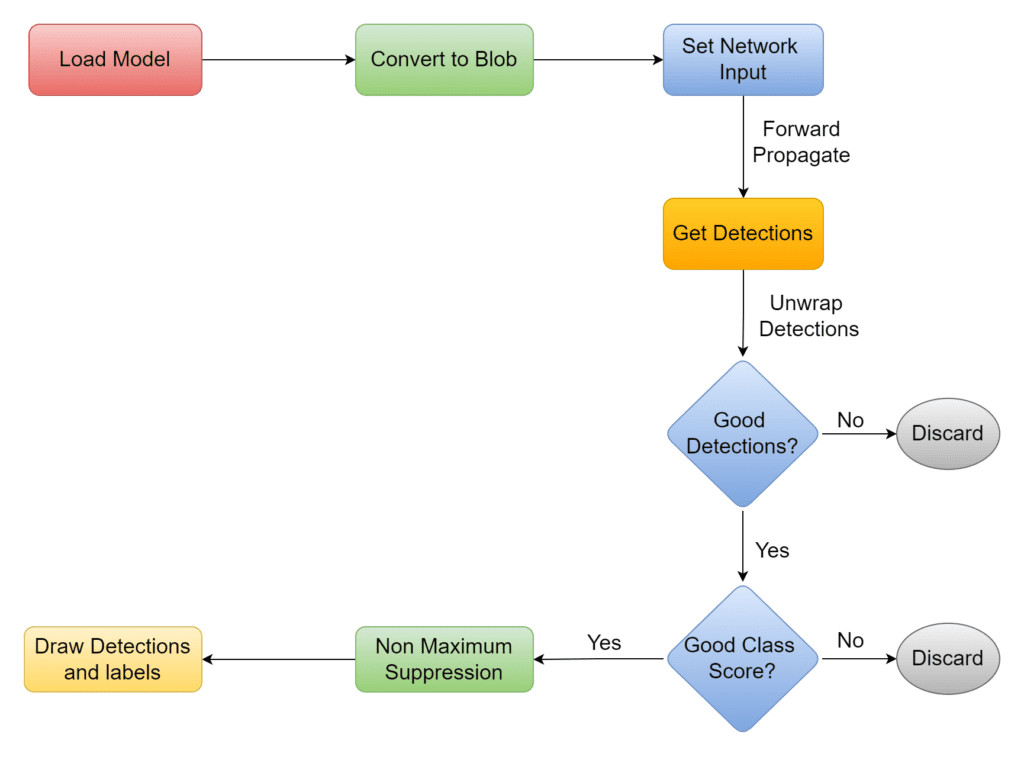 Load Model
Convert to Blob
Set Network
Input
Forward
Propagate
Get Detections
Unwrap
Detections
Good
Detections?
No
Discard
Yes
Good Class
Score?
No
Discard
Yes
Non Maximum
Suppression
Draw Detections
and labels